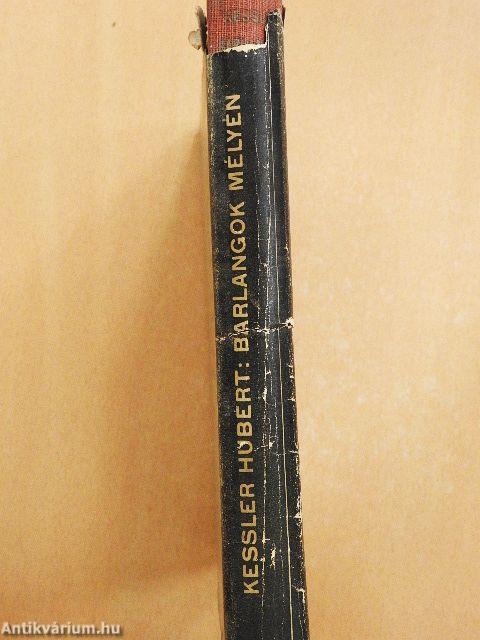 KESSLER HUBERT: BARLANGOK MÉLYÉN
Antikvárium.hu